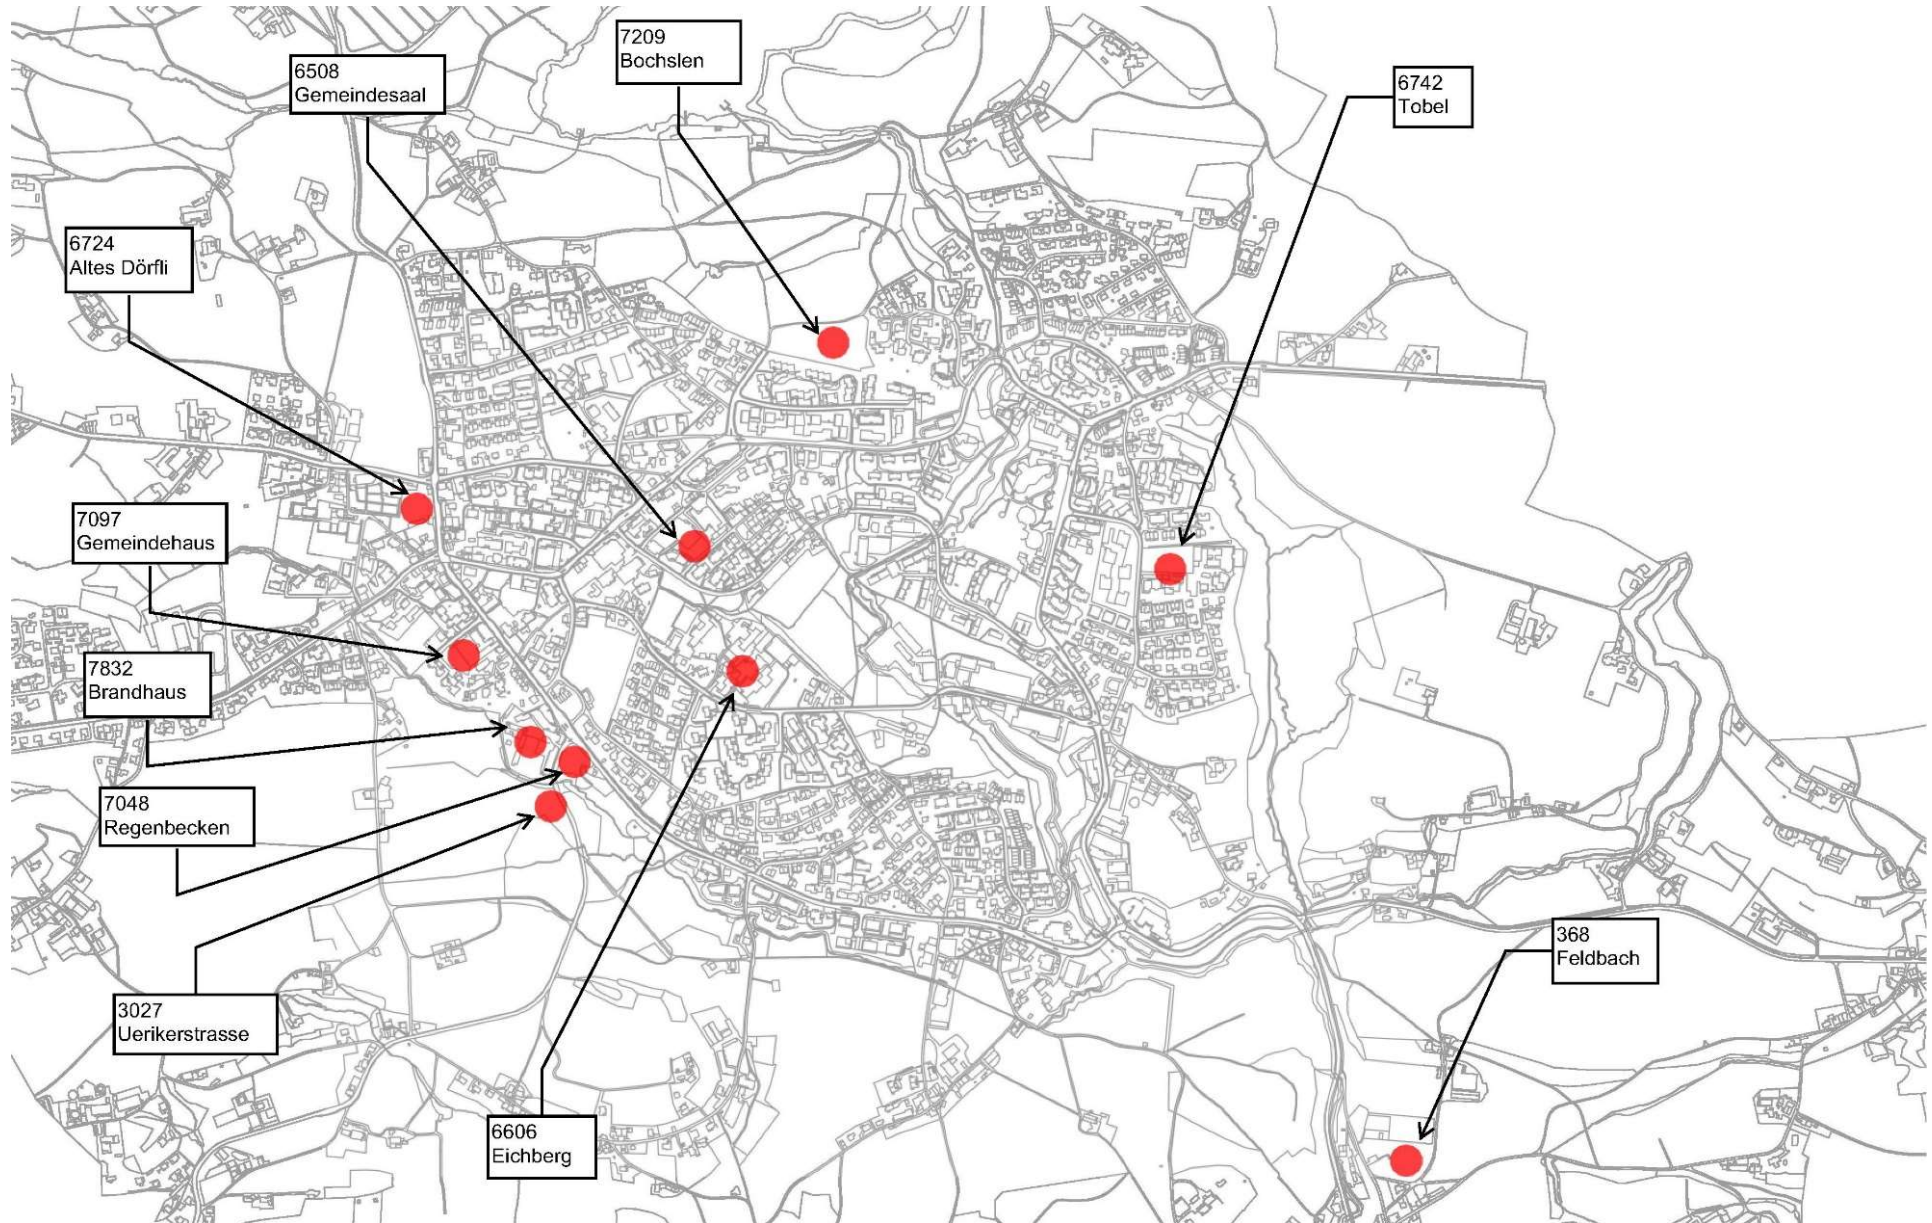 7209
Bochslen
6508
Gemeindesaal
6742
Tobel
6724
Altes Dörfli
7097
Gemeindehaus
7832
Brandhaus
7048
Regenbecken
368
Feldbach
3027
Uerikerstrasse
6606
Eichberg